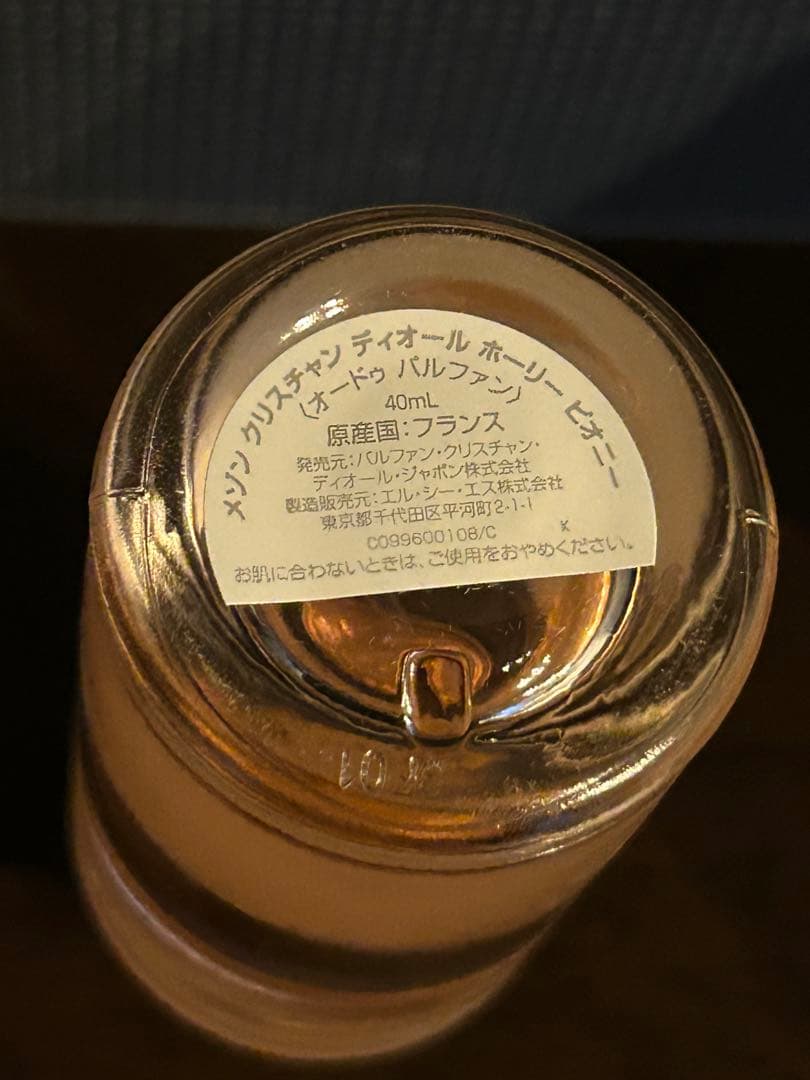 メゾン クリスチャン ディオール ホーリー ピオニー
(オードゥ パルファン)
40mL
原産国:フランス
発売元:パルファン・クリスチャン・
ディオール・ジャポン株式会社
製造販売元:エル・シー・エス株式会社
東京都千代田区平河町2-1-1
C099600108/C
K
お肌に合わないときは、ご使用をおやめください。
10